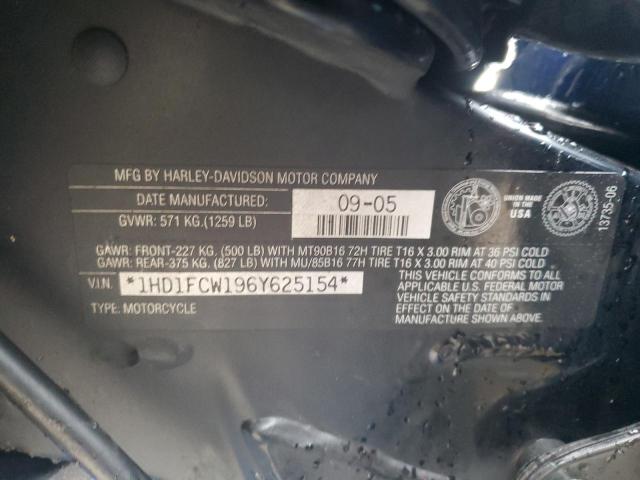 MFG BY HARLEY-DAVIDSON MOTOR COMPANY
DATE MANUFACTURED: 09-05
GVWR: 571 KG.(1259 LB)
UNION MADE IN THE USA
13735-06
GAWR: FRONT-227 KG. (500 LB) WITH MT90B16 72H TIRE T16 X 3.00 RIM AT 36 PSI COLD
GAWR: REAR-375 KG. (827 LB) WITH MU/85B16 77H TIRE T16 X 3.00 RIM AT 40 PSI COLD
V.I.N. *1HD1FCW196Y625154*
TYPE: MOTORCYCLE
THIS VEHICLE CONFORMS TO ALL
APPLICABLE U.S. FEDERAL MOTOR
VEHICLE SAFETY STANDARDS IN
EFFECT ON THE DATE OF
MANUFACTURE SHOWN ABOVE.